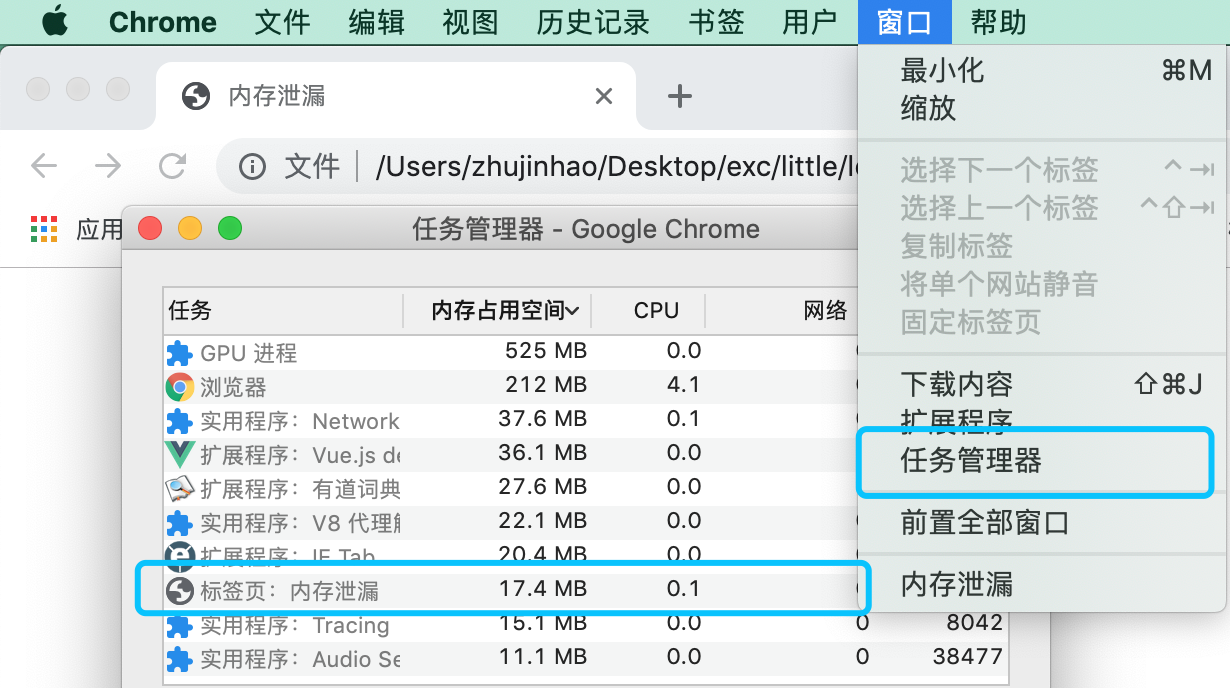 Chrome 文件 编辑 视图 历史记录 书签 用户 窗口 帮助
内存泄漏
文件 /Users/zhujinhao/Desktop/exc/little/l
应用
任务管理器 - Google Chrome
任务 内存占用空间 CPU 网络
GPU 进程 525 MB 0.0
浏览器 212 MB 4.1
实用程序: Network 37.6 MB 0.1
扩展程序: Vue.js de 36.1 MB 0.0
扩展程序: 有道词典 27.6 MB 0.0
实用程序: V8 代理解 22.1 MB 0.0
扩展程序: IE Tab 20.4 MB 0.0
标签页: 内存泄漏 17.4 MB 0.1
实用程序: Tracing 15.1 MB 0.0 0 8042
实用程序: Audio Se 11.1 MB 0.0 0 38477
最小化 ⌘M
缩放
选择下一个标签 ^⇥
选择上一个标签 ^⇧⇥
复制标签
将单个网站静音
固定标签页
下载内容 ⇧⌘J
扩展程序
任务管理器
前置全部窗口
内存泄漏